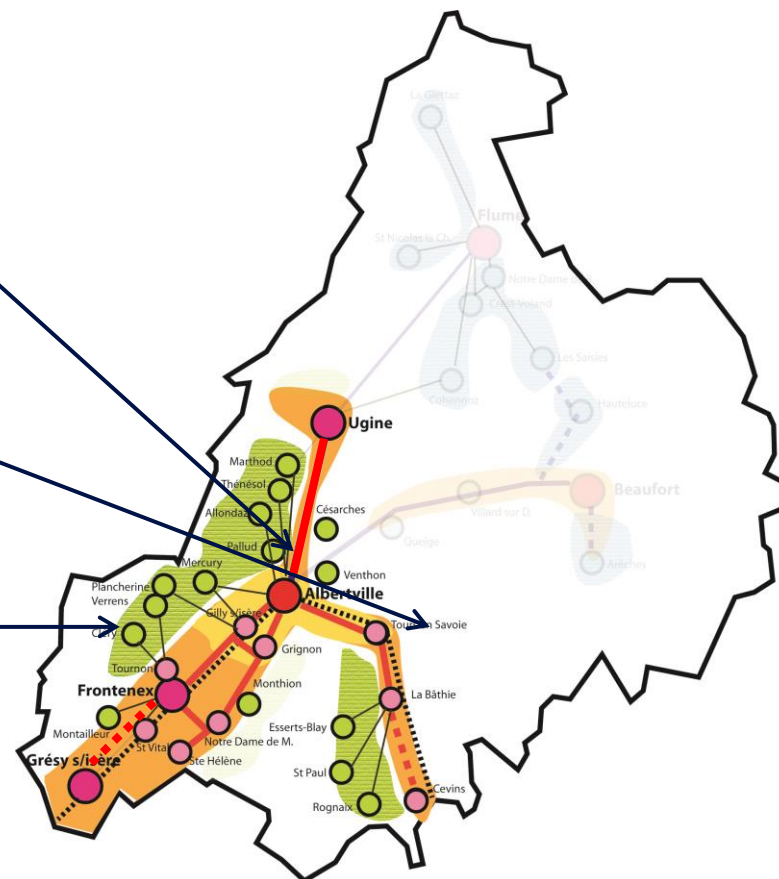 La Giettaz
Flume
St Nicolas la Ch.
Notre Dame de B.
Crest Voland
Les Saisies
Cohennoz
Hauteluce
Ugine
Marthod
Thénésol
Allondaz
Césarches
Beaufort
Villard sur D.
Queige
Arêches
Pallud
Mercury
Venthon
Plancherine
Verrens
Albertville
Gilly s/isère
Cléry
Tours en Savoie
Grignon
Tournon
Frontenex
Monthion
La Bâthie
Montailleur
St Vital
Notre Dame de M.
Esserts-Blay
Grésy s/isère
Ste Hélène
St Paul
Rognaix
Cevins